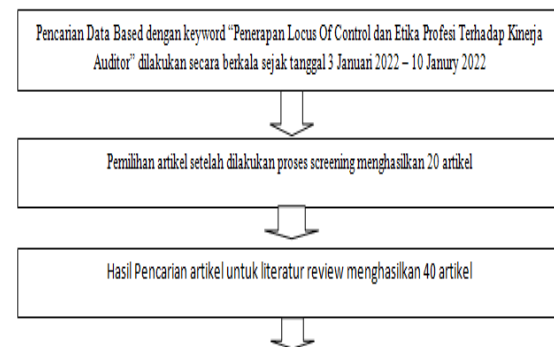 Pencarian Data Based dengan keyword “Penerapan Locus Of Control dan Etika Profesi Terhadap Kinerja
Auditor” dilakukan secara berkala sejak tanggal 3 Januari 2022 – 10 Janury 2022
Pemilihan artikel setelah dilakukan proses screening menghasilkan 20 artikel
Hasil Pencarian artikel untuk literatur review menghasilkan 40 artikel